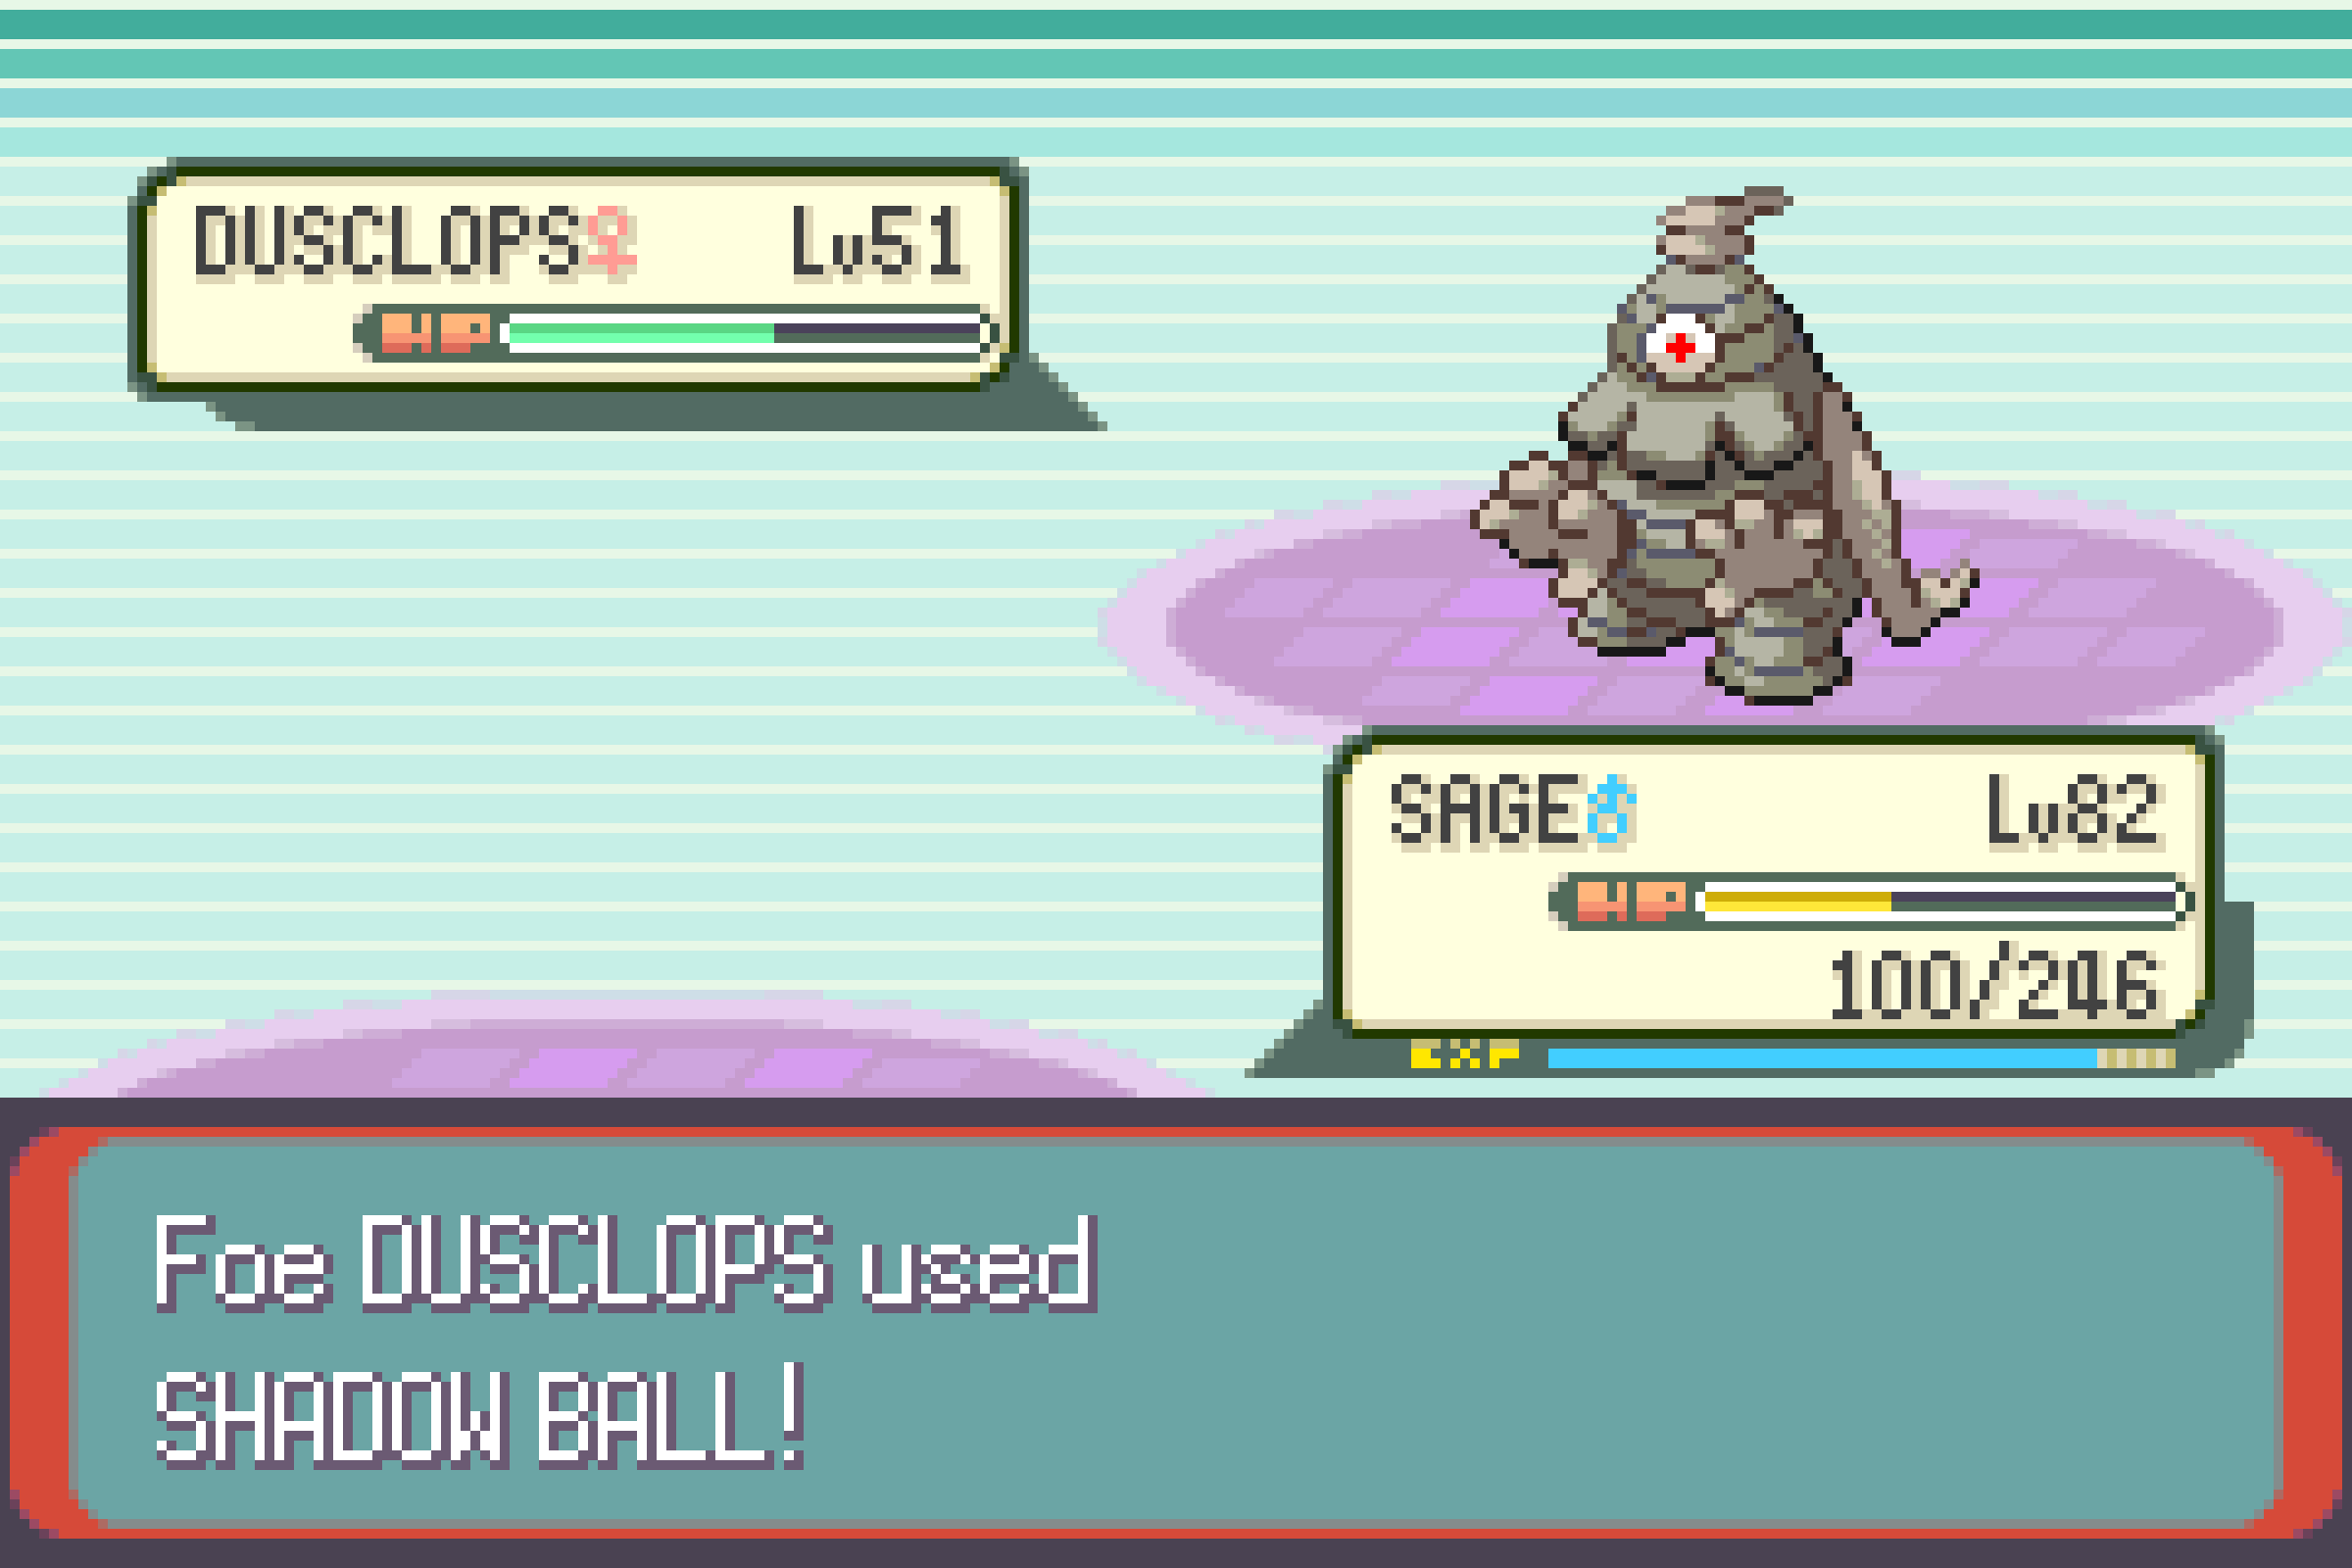 DUSCLOPS♀ Lv51
HP
SAGE♂ Lv82
HP
100/246
EXP
Foe DUSCLOPS used
SHADOW BALL!